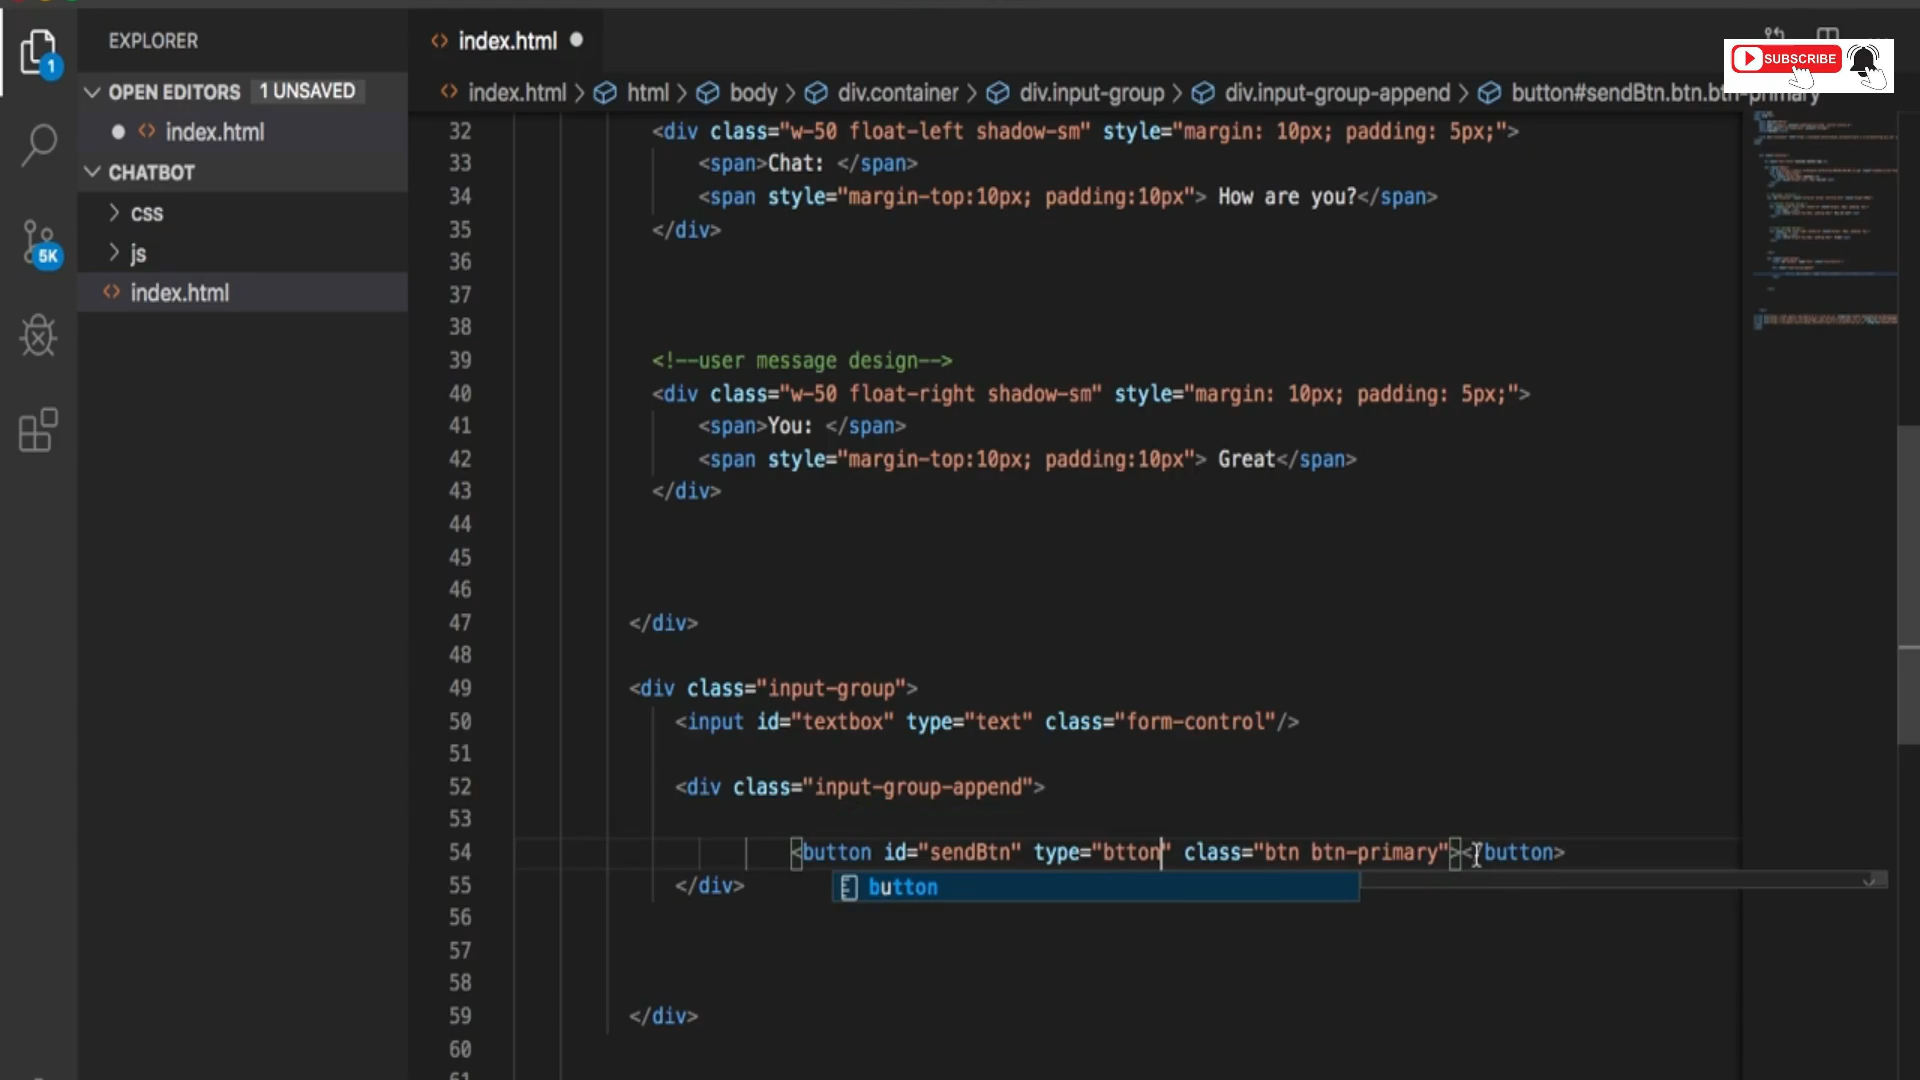 EXPLORER
index.html
SUBSCRIBE
1
OPEN EDITORS 1 UNSAVED
index.html > html > body > div.container > div.input-group > div.input-group-append > button#sendBtn.btn.btn-primary
index.html
32 <div class="w-50 float-left shadow-sm" style="margin: 10px; padding: 5px;">
33 <span>Chat: </span>
34 <span style="margin-top:10px; padding:10px"> How are you?</span>
35 </div>
36
37
38
39 <!--user message design-->
40 <div class="w-50 float-right shadow-sm" style="margin: 10px; padding: 5px;">
41 <span>You: </span>
42 <span style="margin-top:10px; padding:10px"> Great</span>
43 </div>
44
45
46
47 </div>
48
49 <div class="input-group">
50 <input id="textbox" type="text" class="form-control"/>
51
52 <div class="input-group-append">
53
54 <button id="sendBtn" type="btton" class="btn btn-primary"></button>
button
55 </div>
56
57
58
59 </div>
60
61
CHATBOT
css
js
index.html
5K